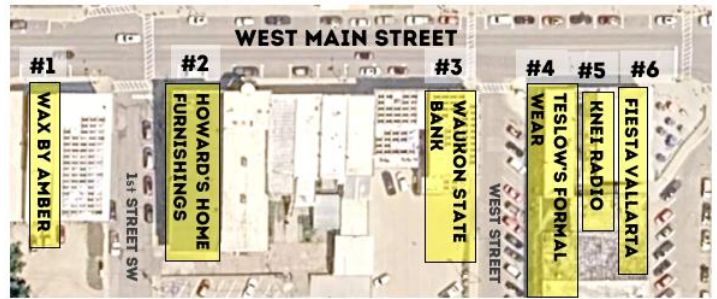 WEST MAIN STREET
#1
#2
#3
#4
#5
#6
WAX BY AMBER
1st STREET SW
HOWARD'S HOME
FURNISHINGS
WAUKON STATE
BANK
WEST STREET
TESLOW'S FORMAL
WEAR
KNEI RADIO
FIESTA VALLARTA